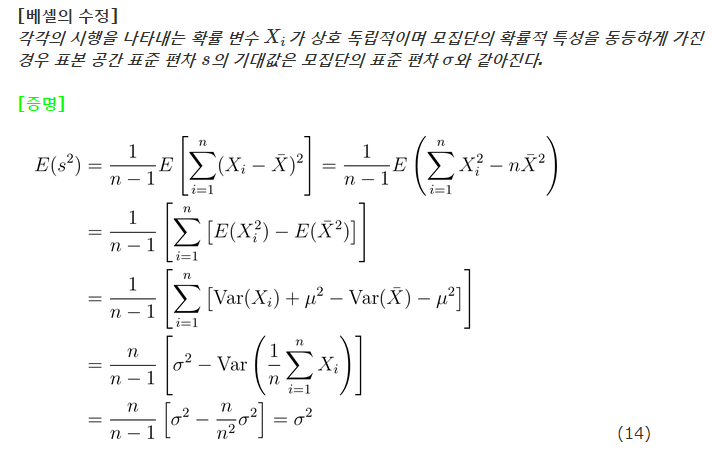 [베셀의 수정]
각각의 시행을 나타내는 확률 변수 $X_i$ 가 상호 독립적이며 모집단의 확률적 특성을 동등하게 가진
경우 표본 공간 표준 편차 $s$의 기대값은 모집단의 표준 편차 $\sigma$와 같아진다.
[증명]
$E(s^2) = \frac{1}{n-1} E\left[\sum_{i=1}^{n} (X_i - \bar{X})^2\right] = \frac{1}{n-1} E\left(\sum_{i=1}^{n} X_i^2 - n\bar{X}^2\right)$
$= \frac{1}{n-1} \left[\sum_{i=1}^{n} \left[E(X_i^2) - E(\bar{X}^2)\right]\right]$
$= \frac{1}{n-1} \left[\sum_{i=1}^{n} \left[\mathrm{Var}(X_i) + \mu^2 - \mathrm{Var}(\bar{X}) - \mu^2\right]\right]$
$= \frac{n}{n-1} \left[\sigma^2 - \mathrm{Var}\left(\frac{1}{n}\sum_{i=1}^{n} X_i\right)\right]$
$= \frac{n}{n-1} \left[\sigma^2 - \frac{n}{n^2}\sigma^2\right] = \sigma^2$ (14)